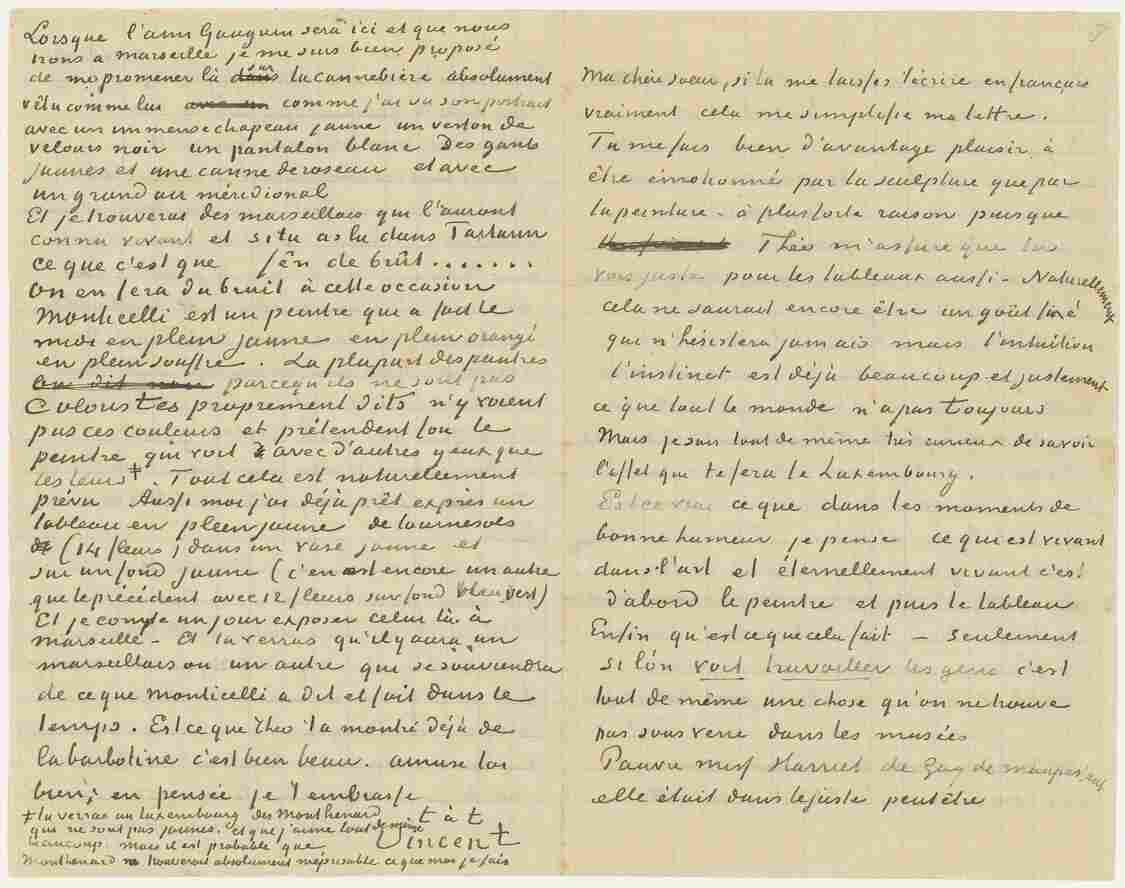 Lorsque l'ami Gauguin sera ici et que nous
irons a marseille je me suis bien proposé
de me promener là dans la cannebière absolument
vêtu comme lui avec un comme j'ai vu son portrait
avec un immense chapeau jaune un veston de
velours noir un pantalon blanc Des gants
jaunes et une canne de roseau et avec
un grand air méridional
Et je trouverai des marseillais qui l'auront
connu vivant et si tu as lu dans Tartarin
ce que c'est que fên de brût.......
On en fera du bruit à cette occasion
Monticelli est un peintre qui a fait le
midi en plein jaune en plein orangé
en plein souffre. La plupart des peintres
parcequ'ils ne sont pas
Coloristes proprement dits n'y voient
pas ces couleurs et prétendent fou le
peintre qui voit avec d'autres yeux que
les leurs ‡. Tout cela est naturellement
prévu Aussi moi j'ai déjà prêt exprès un
tableau en plein jaune de tournesols
(14 fleurs) dans un vase jaune et
sur un fond jaune (c'en est encore un autre
que le précédent avec 12 fleurs sur fond bleu vert)
Et je compte un jour exposer celui là à
marseille – Et tu verras qu'il y aura un
marseillais ou un autre qui se souviendra
de ce que monticelli a dit et fait dans le
temps. Est ce que Theo t'a montré déjà de
la barbotine c'est bien beau. amuse toi
bien; en pensée je t'embrasse
t à t
Vincent
‡ tu verras au luxembourg des Monthenard
qui ne sont pas jaunes. et que j'aime tout de même
beaucoup mais il est probable que
Monthenard trouverait absolument méprisable ce que moi je fais
Ma chère soeur, si tu me laisses t'écrire en français
vraiment cela me simplifie ma lettre.
Tu me fais bien d'avantage plaisir à
être émotionné par la sculpture que par
la peinture – à plus forte raison puisque
Théo m'assure que tu
vois juste pour les tableaux aussi – Naturellement
cela ne saurait encore être un goût fixé
qui n'hésitera jamais mais l'intuition
l'instinct est déjà beaucoup et justement
ce que tout le monde n'a pas toujours
Mais je suis tout de même très curieux de savoir
l'effet que te fera le Luxembourg.
Est ce vrai ce que dans les moments de
bonne humeur je pense ce qui est vivant
dans l'art et éternellement vivant c'est
d'abord le peintre et puis le tableau
Enfin qu'est ce que cela fait – seulement
si l'ón voit travailler les gens c'est
tout de même une chose qu'on ne trouve
pas sous verre dans les musées
Pauvre miss Harriet de Guy de maupassant
elle était dans le juste peutêtre